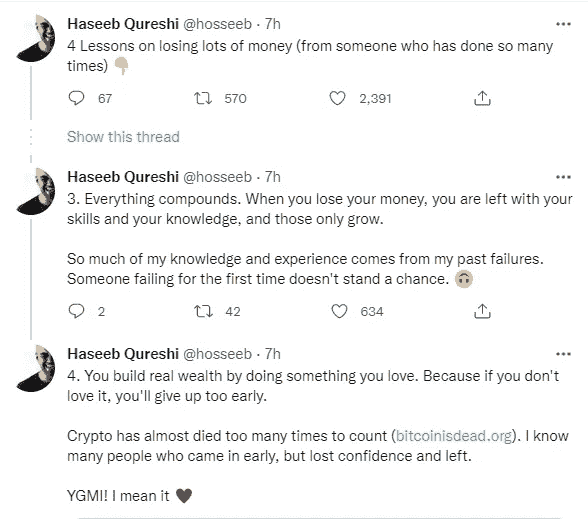 Haseeb Qureshi @hosseeb · 7h
4 Lessons on losing lots of money (from someone who has done so many
times) 👇🏼
67 570 2,391
Show this thread
Haseeb Qureshi @hosseeb · 7h
3. Everything compounds. When you lose your money, you are left with your
skills and your knowledge, and those only grow.
So much of my knowledge and experience comes from my past failures.
Someone failing for the first time doesn't stand a chance. 🙃
2 42 634
Haseeb Qureshi @hosseeb · 7h
4. You build real wealth by doing something you love. Because if you don't
love it, you'll give up too early.
Crypto has almost died too many times to count (bitcoinisdead.org). I know
many people who came in early, but lost confidence and left.
YGMI!! I mean it 🖤